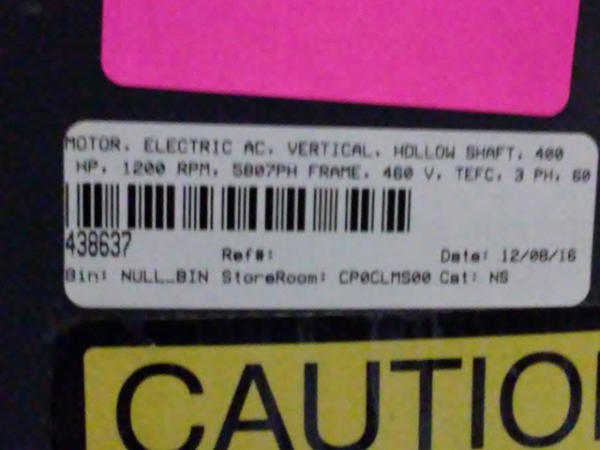 MOTOR, ELECTRIC AC, VERTICAL, HOLLOW SHAFT, 400
HP, 1200 RPM, 5807PH FRAME, 460 V, TEFC, 3 PH, 60
438637
Ref#: Date: 12/08/16
Bin: NULL_BIN StoreRoom: CP0CLMS00 Cat: NS
CAUTIO